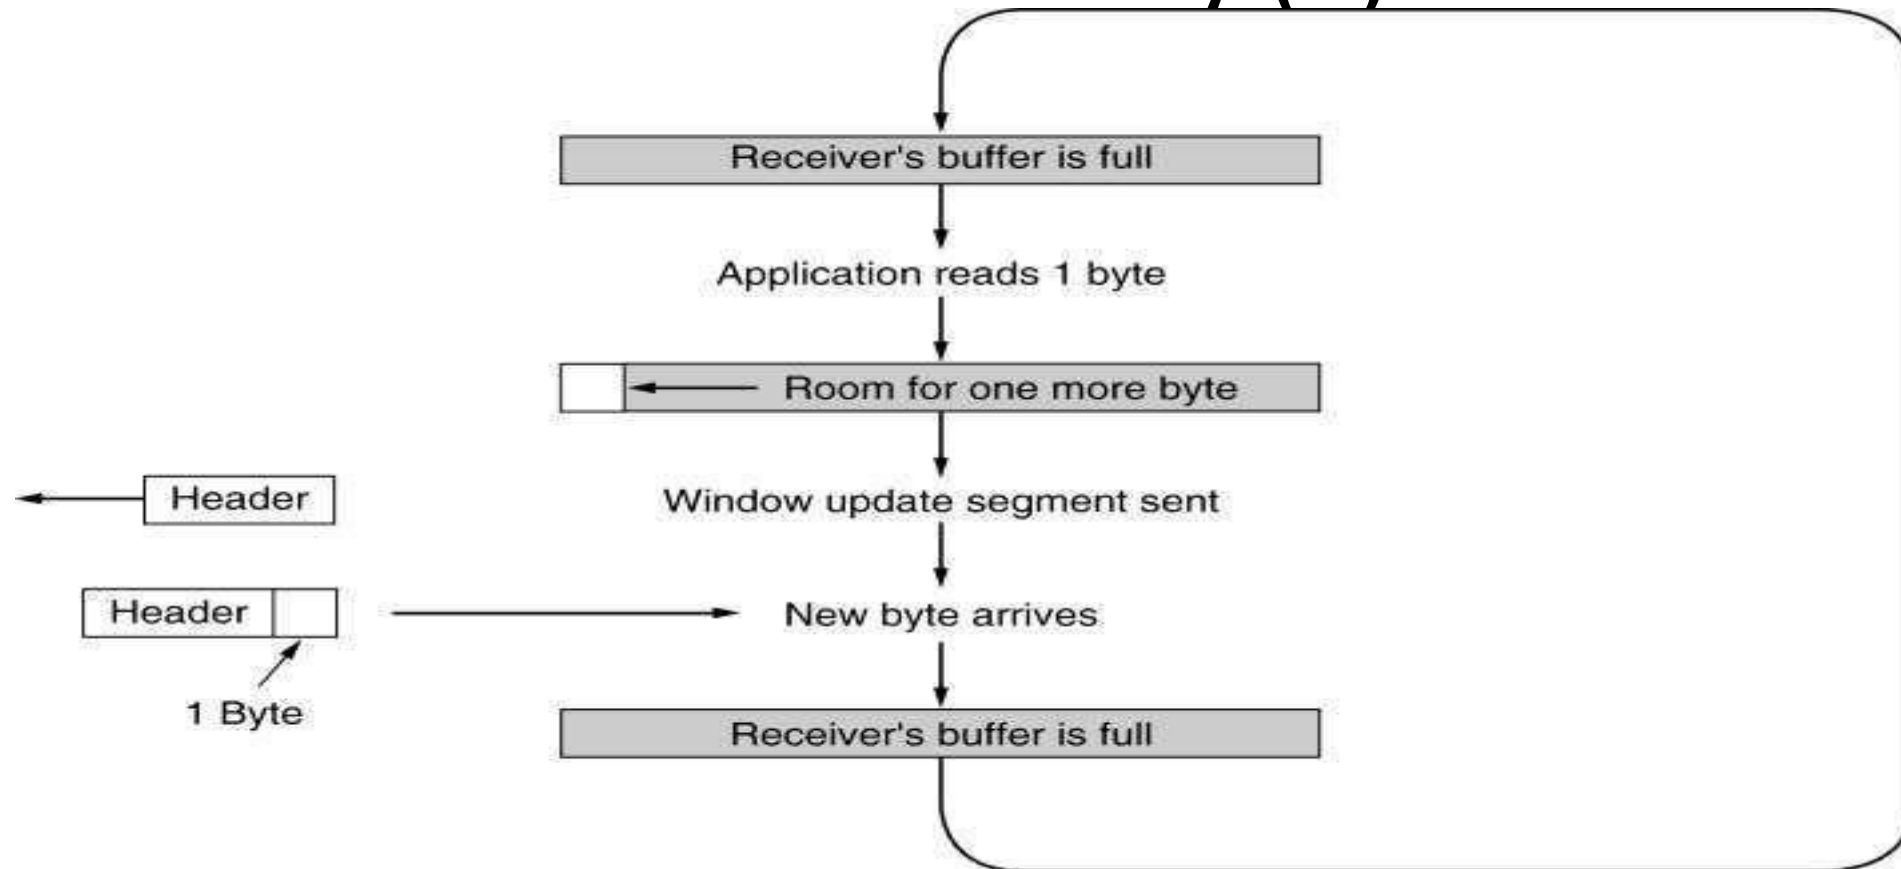 Receiver's buffer is full
Application reads 1 byte
Room for one more byte
Header
Window update segment sent
Header
New byte arrives
1 Byte
Receiver's buffer is full